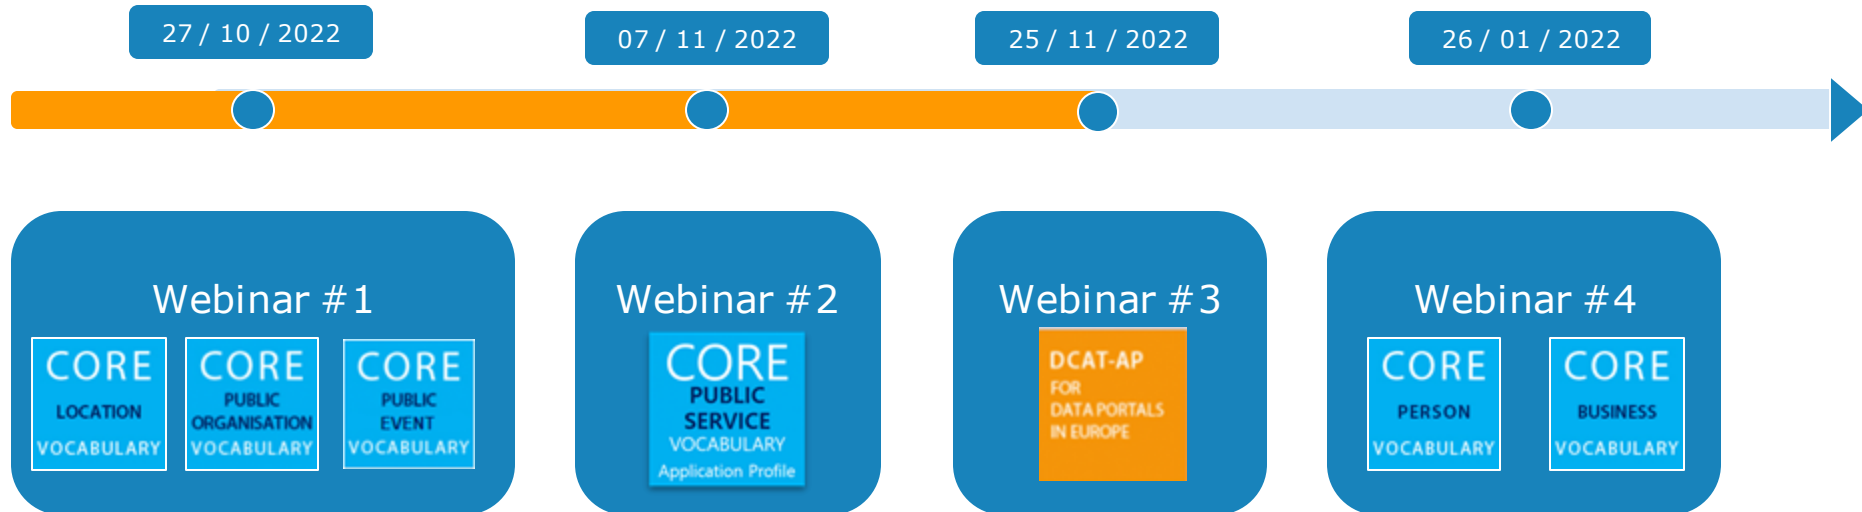 27 / 10 / 2022
07 / 11 / 2022
25 / 11 / 2022
26 / 01 / 2022
Webinar #1
CORE
LOCATION
VOCABULARY
CORE
PUBLIC
ORGANISATION
VOCABULARY
CORE
PUBLIC
EVENT
VOCABULARY
Webinar #2
CORE
PUBLIC
SERVICE
VOCABULARY
Application Profile
Webinar #3
DCAT-AP
FOR
DATA PORTALS
IN EUROPE
Webinar #4
CORE
PERSON
VOCABULARY
CORE
BUSINESS
VOCABULARY